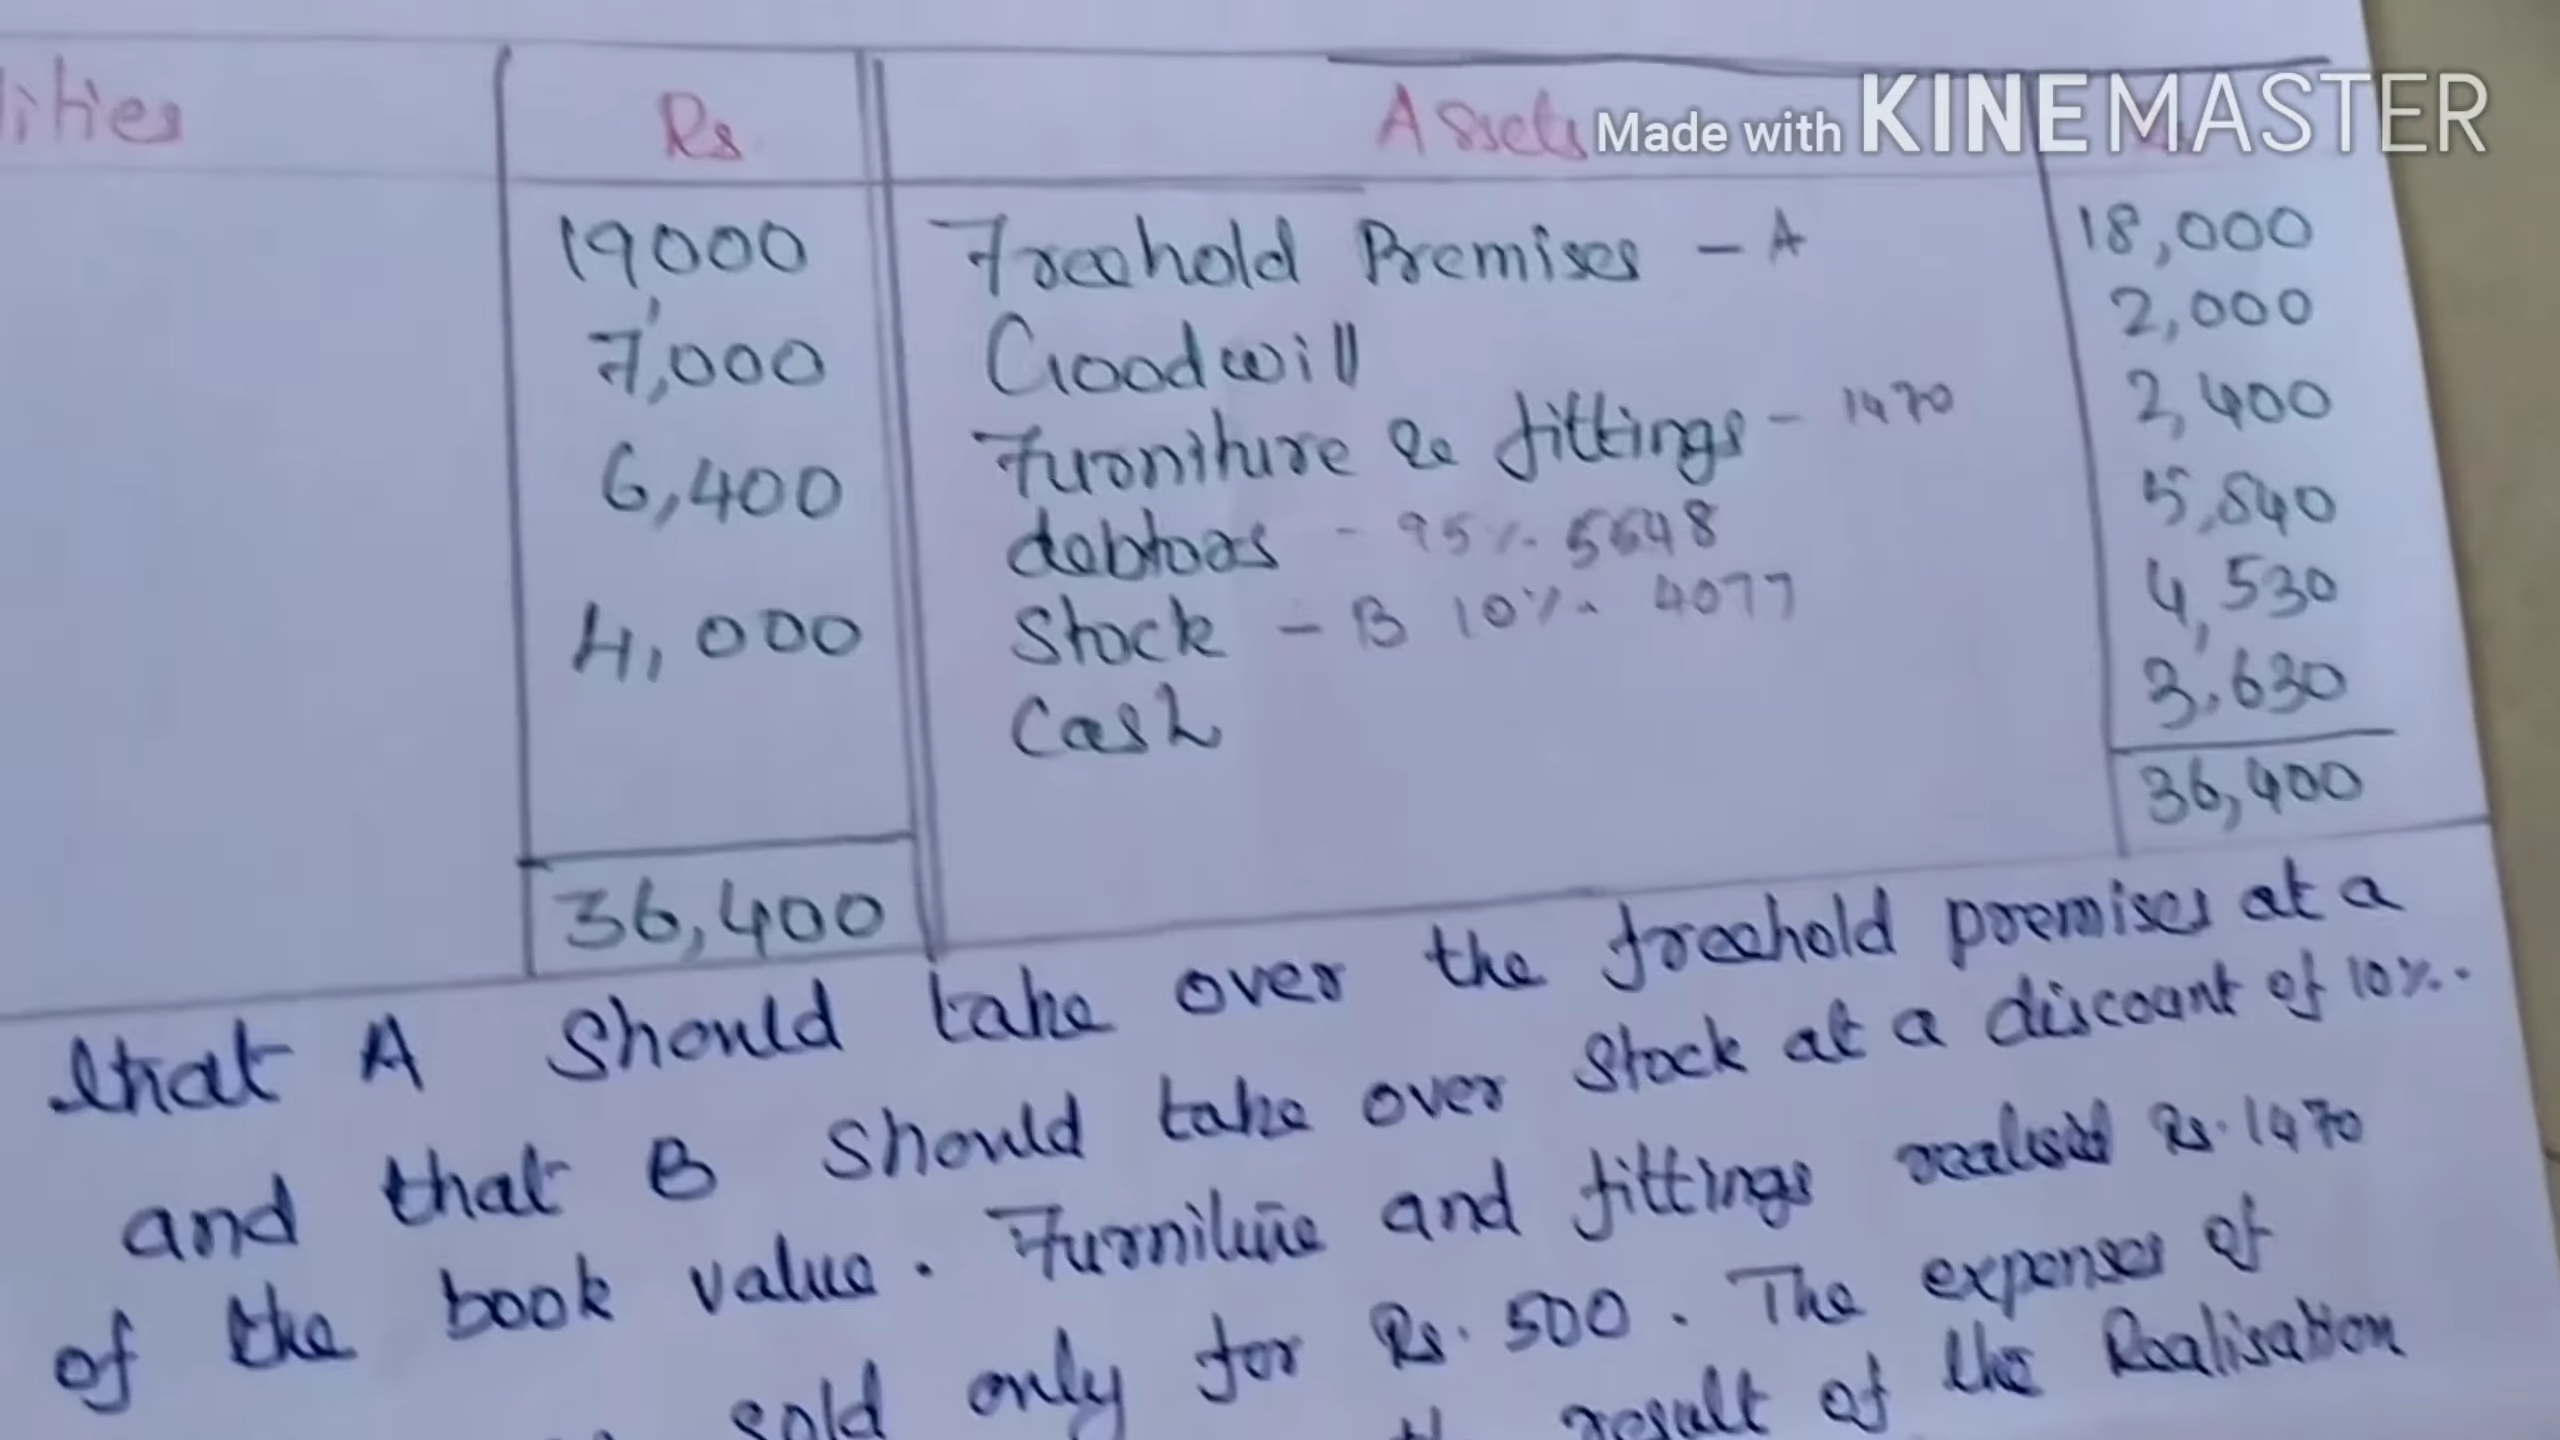 lities Rs Assets
Made with KINEMASTER
19,000 Freehold Premises - A 18,000
7,000 Goodwill 2,000
6,400 Furniture & fittings - 1470 2,400
debtors - 95% 5548 5,840
4,000 Stock - B 10% 4077 4,530
Cash 3,630
36,400 36,400
that A Should take over the freehold premises at a
and that B Should take over Stock at a discount of 10%.
of the book value. Furniture and fittings realised Rs. 1470
sold only for Rs. 500. The expenses of
result of the Realisation